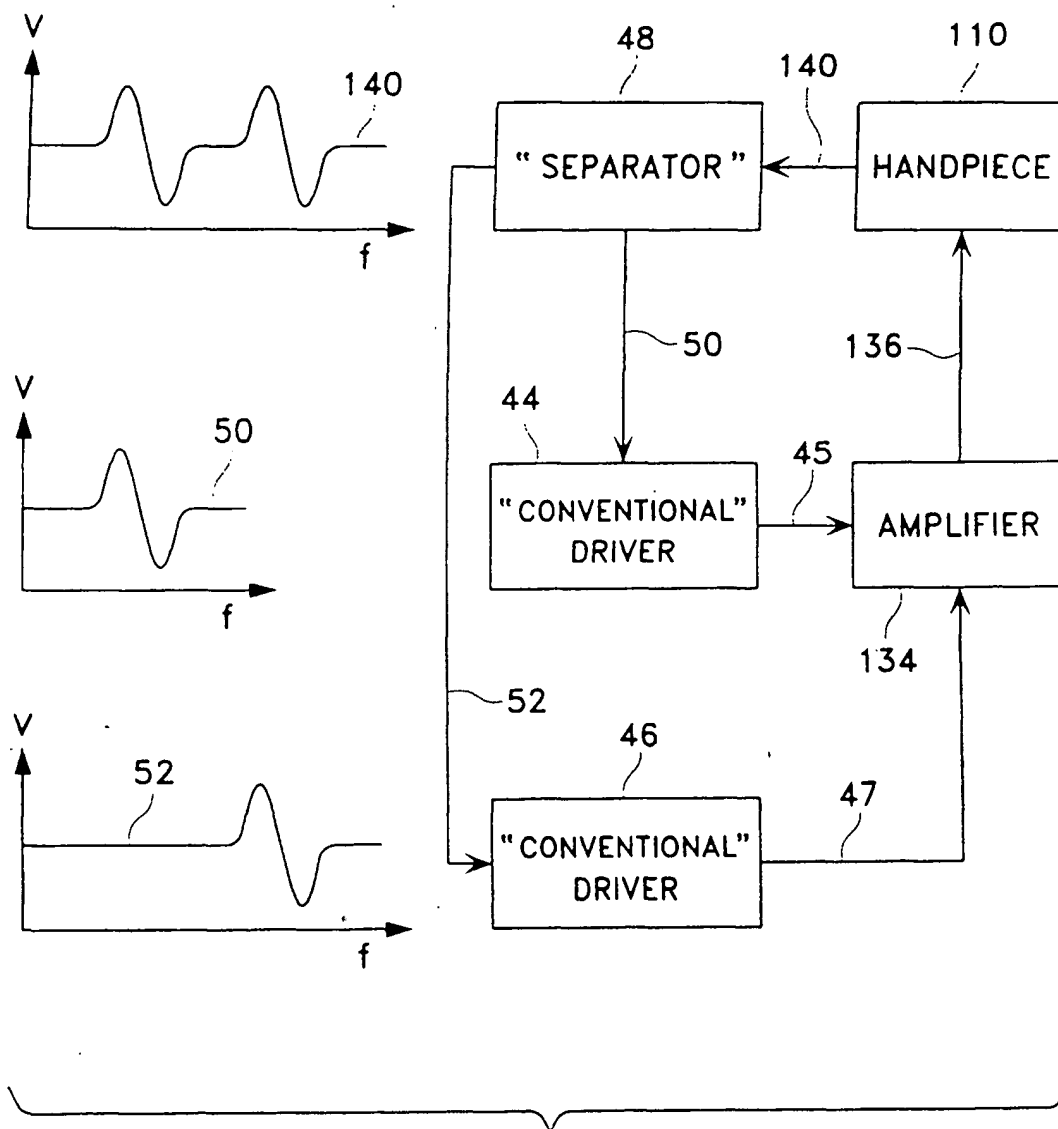 V
140
f
V
50
f
V
52
f
48
110
140
"SEPARATOR"
HANDPIECE
50
136
44
45
"CONVENTIONAL"
DRIVER
AMPLIFIER
134
52
46
47
"CONVENTIONAL"
DRIVER